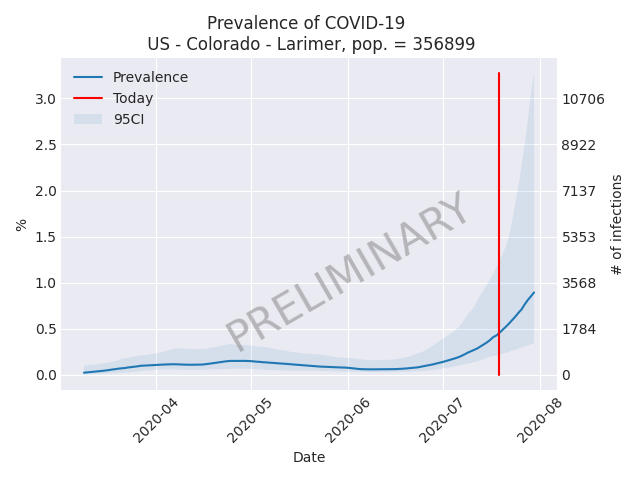 Prevalence of COVID-19
US - Colorado - Larimer, pop. = 356899
Prevalence
Today
95CI
3.0
2.5
2.0
1.5
1.0
0.5
0.0
%
10706
8922
7137
5353
3568
1784
0
# of infections
PRELIMINARY
2020-04
2020-05
2020-06
2020-07
2020-08
Date